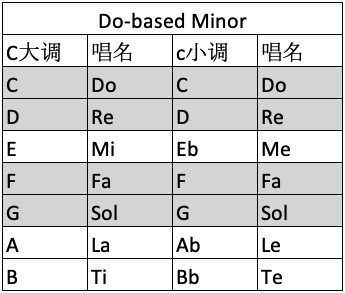 Do-based Minor
C大调 唱名 c小调 唱名
C Do C Do
D Re D Re
E Mi Eb Me
F Fa F Fa
G Sol G Sol
A La Ab Le
B Ti Bb Te